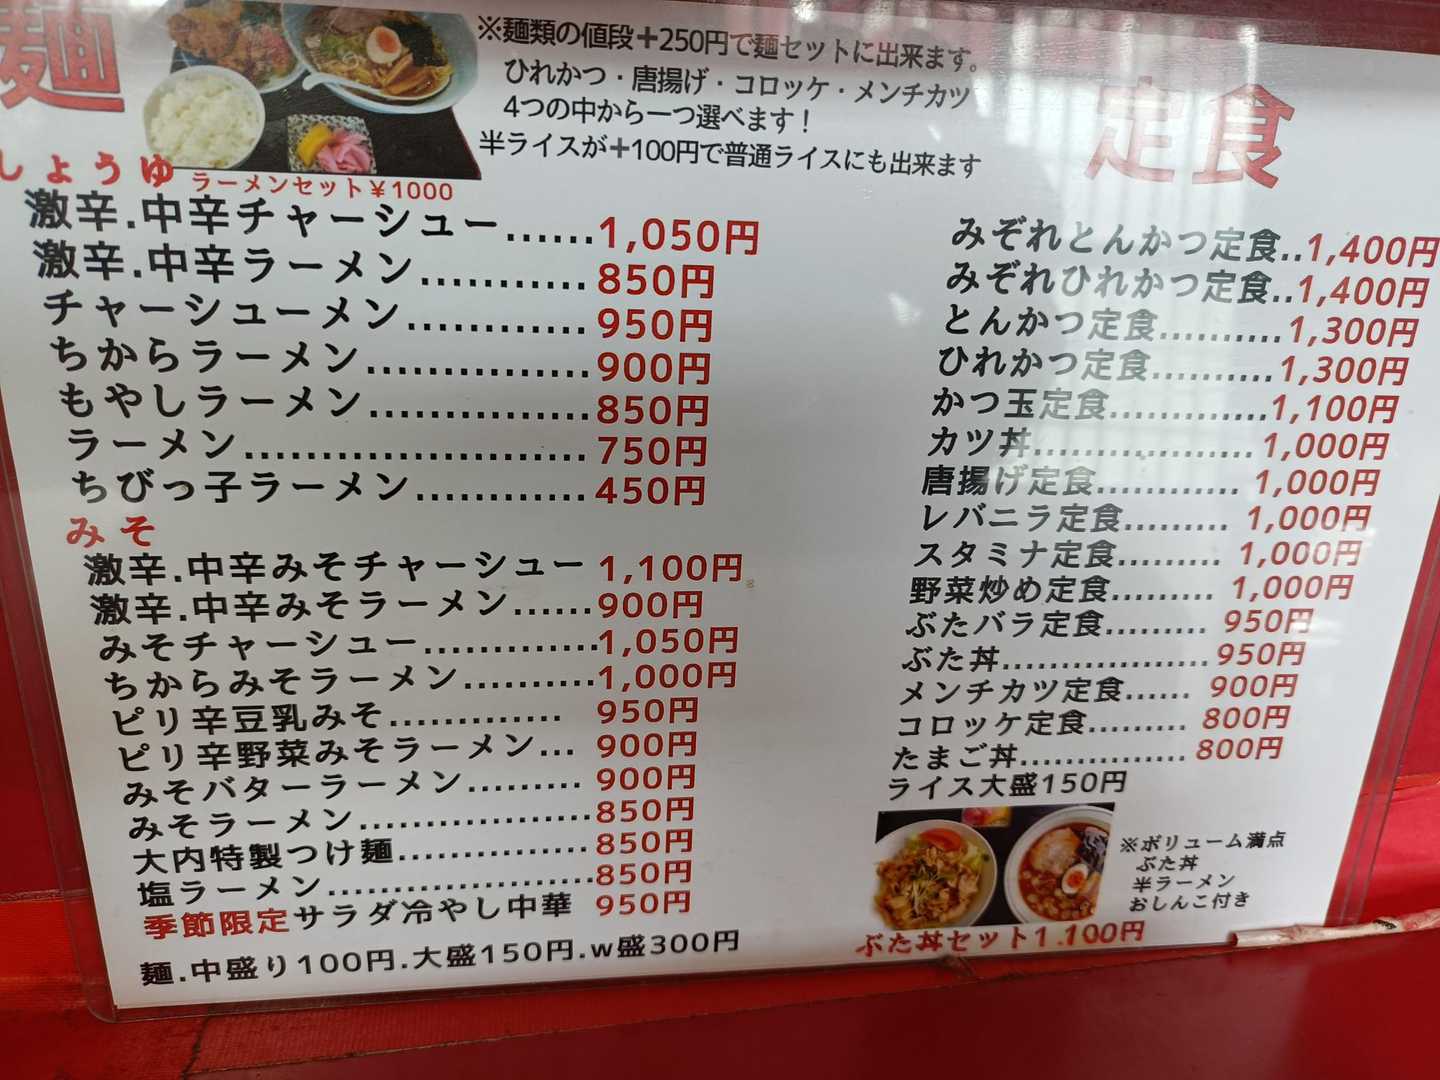 麺
※麺類の値段+250円で麺セットに出来ます。
ひれかつ・唐揚げ・コロッケ・メンチカツ
4つの中から一つ選べます!
半ライスが+100円で普通ライスにも出来ます
しょうゆ
ラーメンセット¥1000
激辛.中辛チャーシュー......1,050円
激辛.中辛ラーメン...........850円
チャーシューメン............950円
ちからラーメン...............900円
もやしラーメン...............850円
ラーメン.......................750円
ちびっ子ラーメン............450円
みそ
激辛.中辛みそチャーシュー 1,100円
激辛.中辛みそラーメン......900円
みそチャーシュー.............1,050円
ちからみそラーメン..........1,000円
ピリ辛豆乳みそ............. 950円
ピリ辛野菜みそラーメン... 900円
みそバターラーメン......... 900円
みそラーメン..................850円
大内特製つけ麺...............850円
塩ラーメン.....................850円
季節限定サラダ冷やし中華 950円
麺.中盛り100円.大盛150円.w盛300円
定食
みぞれとんかつ定食..1,400円
みぞれひれかつ定食..1,400円
とんかつ定食..........1,300円
ひれかつ定食..........1,300円
かつ玉定食.............1,100円
カツ丼...................1,000円
唐揚げ定食............ 1,000円
レバニラ定食......... 1,000円
スタミナ定食......... 1,000円
野菜炒め定食......... 1,000円
ぶたバラ定食......... 950円
ぶた丼..................950円
メンチカツ定食...... 900円
コロッケ定食......... 800円
たまご丼............... 800円
ライス大盛150円
※ボリューム満点
ぶた丼
半ラーメン
おしんこ付き
ぶた丼セット1.100円